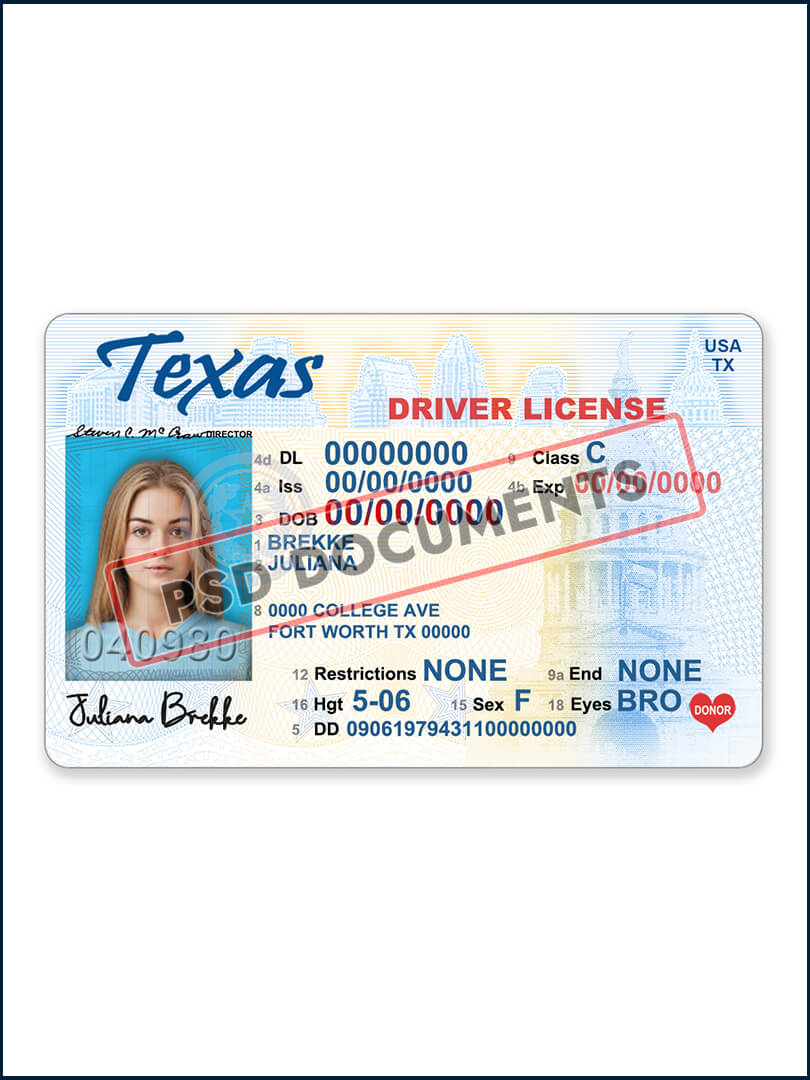 Texas
USA
TX
DRIVER LICENSE
Steven C. McCraw DIRECTOR
4d DL 00000000 9 Class C
4a Iss 00/00/0000 4b Exp 00/00/0000
3 DOB 00/00/0000
1 BREKKE
2 JULIANA
PSD DOCUMENTS
8 0000 COLLEGE AVE
FORT WORTH TX 00000
040980
12 Restrictions NONE 9a End NONE
16 Hgt 5-06 15 Sex F 18 Eyes BRO
DONOR
Juliana Brekke
5 DD 09061979431100000000